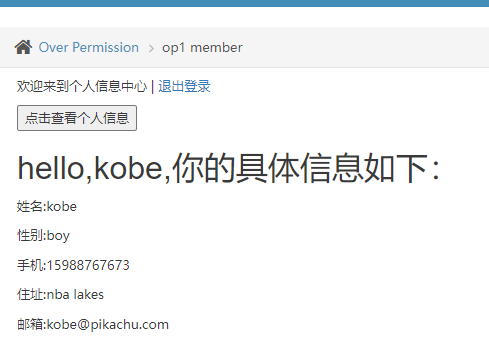 Over Permission > op1 member
欢迎来到个人信息中心 | 退出登录
点击查看个人信息
hello,kobe,你的具体信息如下：
姓名:kobe
性别:boy
手机:15988767673
住址:nba lakes
邮箱:kobe@pikachu.com